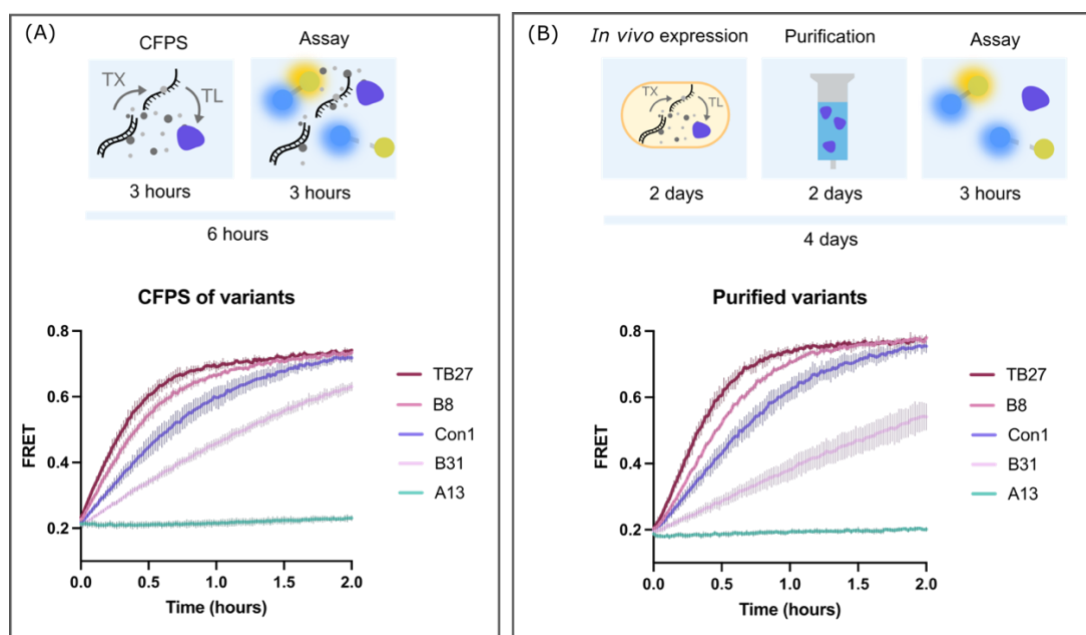 (A)
CFPS
Assay
TX
TL
3 hours
3 hours
6 hours
CFPS of variants
0.8
0.6
0.4
0.2
FRET
0.0
0.5
1.0
1.5
2.0
Time (hours)
TB27
B8
Con1
B31
A13
(B)
In vivo expression
Purification
Assay
TX
TL
2 days
2 days
3 hours
4 days
Purified variants
0.8
0.6
0.4
0.2
FRET
0.0
0.5
1.0
1.5
2.0
Time (hours)
TB27
B8
Con1
B31
A13